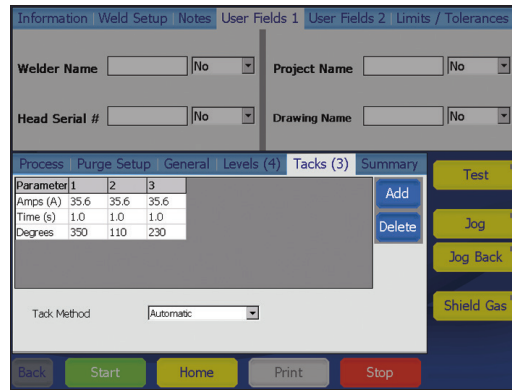 Information Weld Setup Notes User Fields 1 User Fields 2 Limits / Tolerances
Welder Name No Project Name No
Head Serial # No Drawing Name No
Process Purge Setup General Levels (4) Tacks (3) Summary
Parameter 1 2 3
Amps (A) 35.6 35.6 35.6
Time (s) 1.0 1.0 1.0
Degrees 350 110 230
Add
Delete
Tack Method Automatic
Test
Jog
Jog Back
Shield Gas
Back Start Home Print Stop